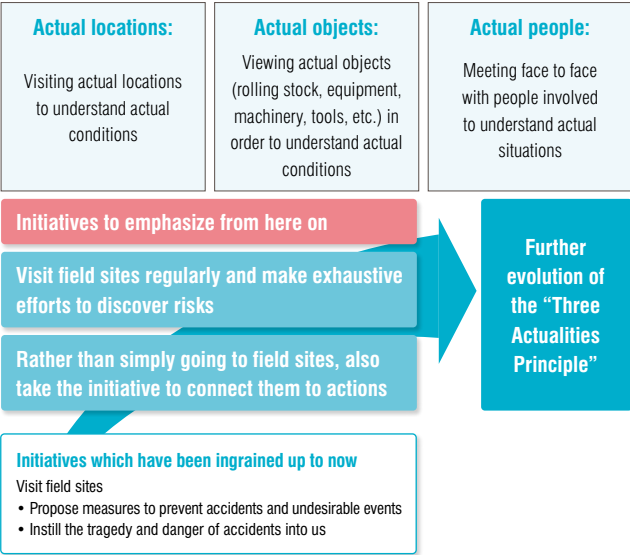 Actual locations:
Visiting actual locations
to understand actual
conditions
Actual objects:
Viewing actual objects
(rolling stock, equipment,
machinery, tools, etc.) in
order to understand actual
conditions
Actual people:
Meeting face to face
with people involved
to understand actual
situations
Initiatives to emphasize from here on
Visit field sites regularly and make exhaustive
efforts to discover risks
Rather than simply going to field sites, also
take the initiative to connect them to actions
Further
evolution of
the “Three
Actualities
Principle”
Initiatives which have been ingrained up to now
Visit field sites
• Propose measures to prevent accidents and undesirable events
• Instill the tragedy and danger of accidents into us